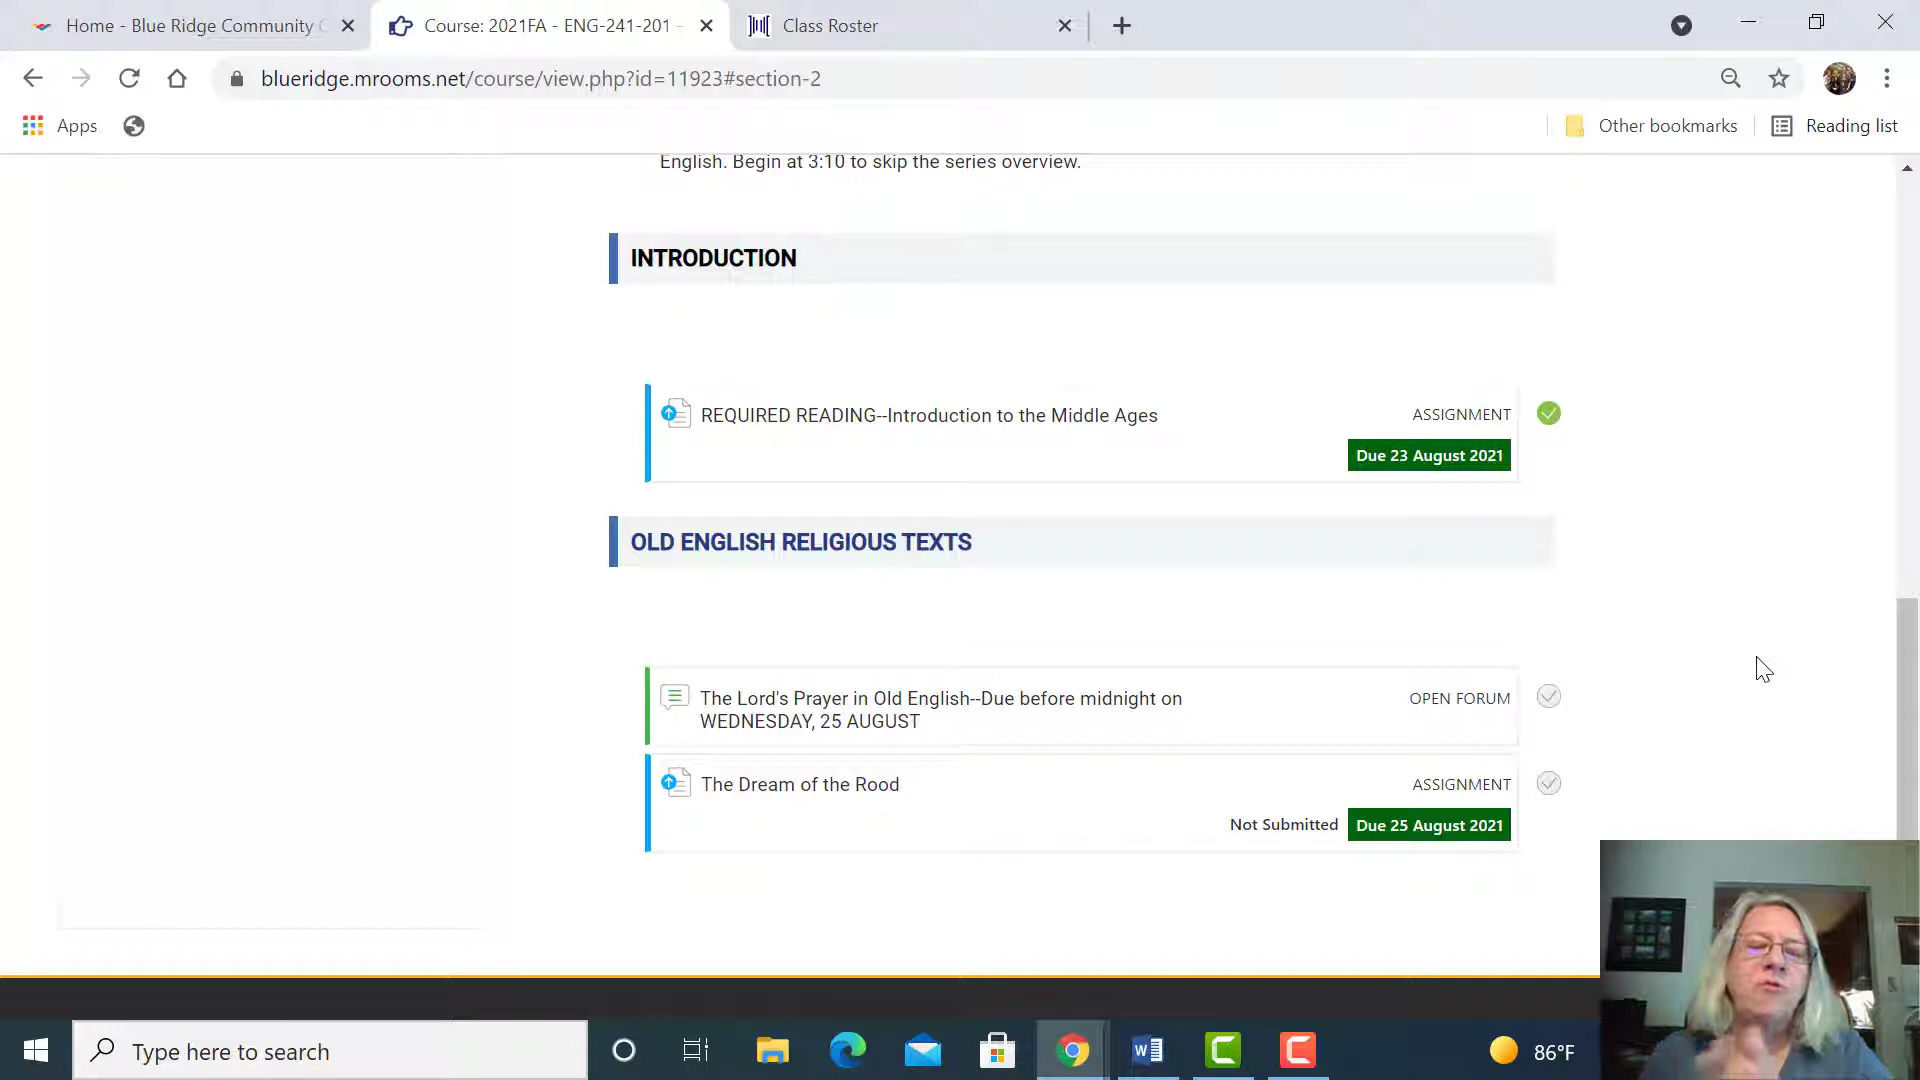 Home - Blue Ridge Community C
Course: 2021FA - ENG-241-201 -
Class Roster
blueridge.mrooms.net/course/view.php?id=11923#section-2
Apps
Other bookmarks
Reading list
English. Begin at 3:10 to skip the series overview.
INTRODUCTION
REQUIRED READING--Introduction to the Middle Ages
ASSIGNMENT
Due 23 August 2021
OLD ENGLISH RELIGIOUS TEXTS
The Lord's Prayer in Old English--Due before midnight on
WEDNESDAY, 25 AUGUST
OPEN FORUM
The Dream of the Rood
ASSIGNMENT
Not Submitted
Due 25 August 2021
Type here to search
86°F